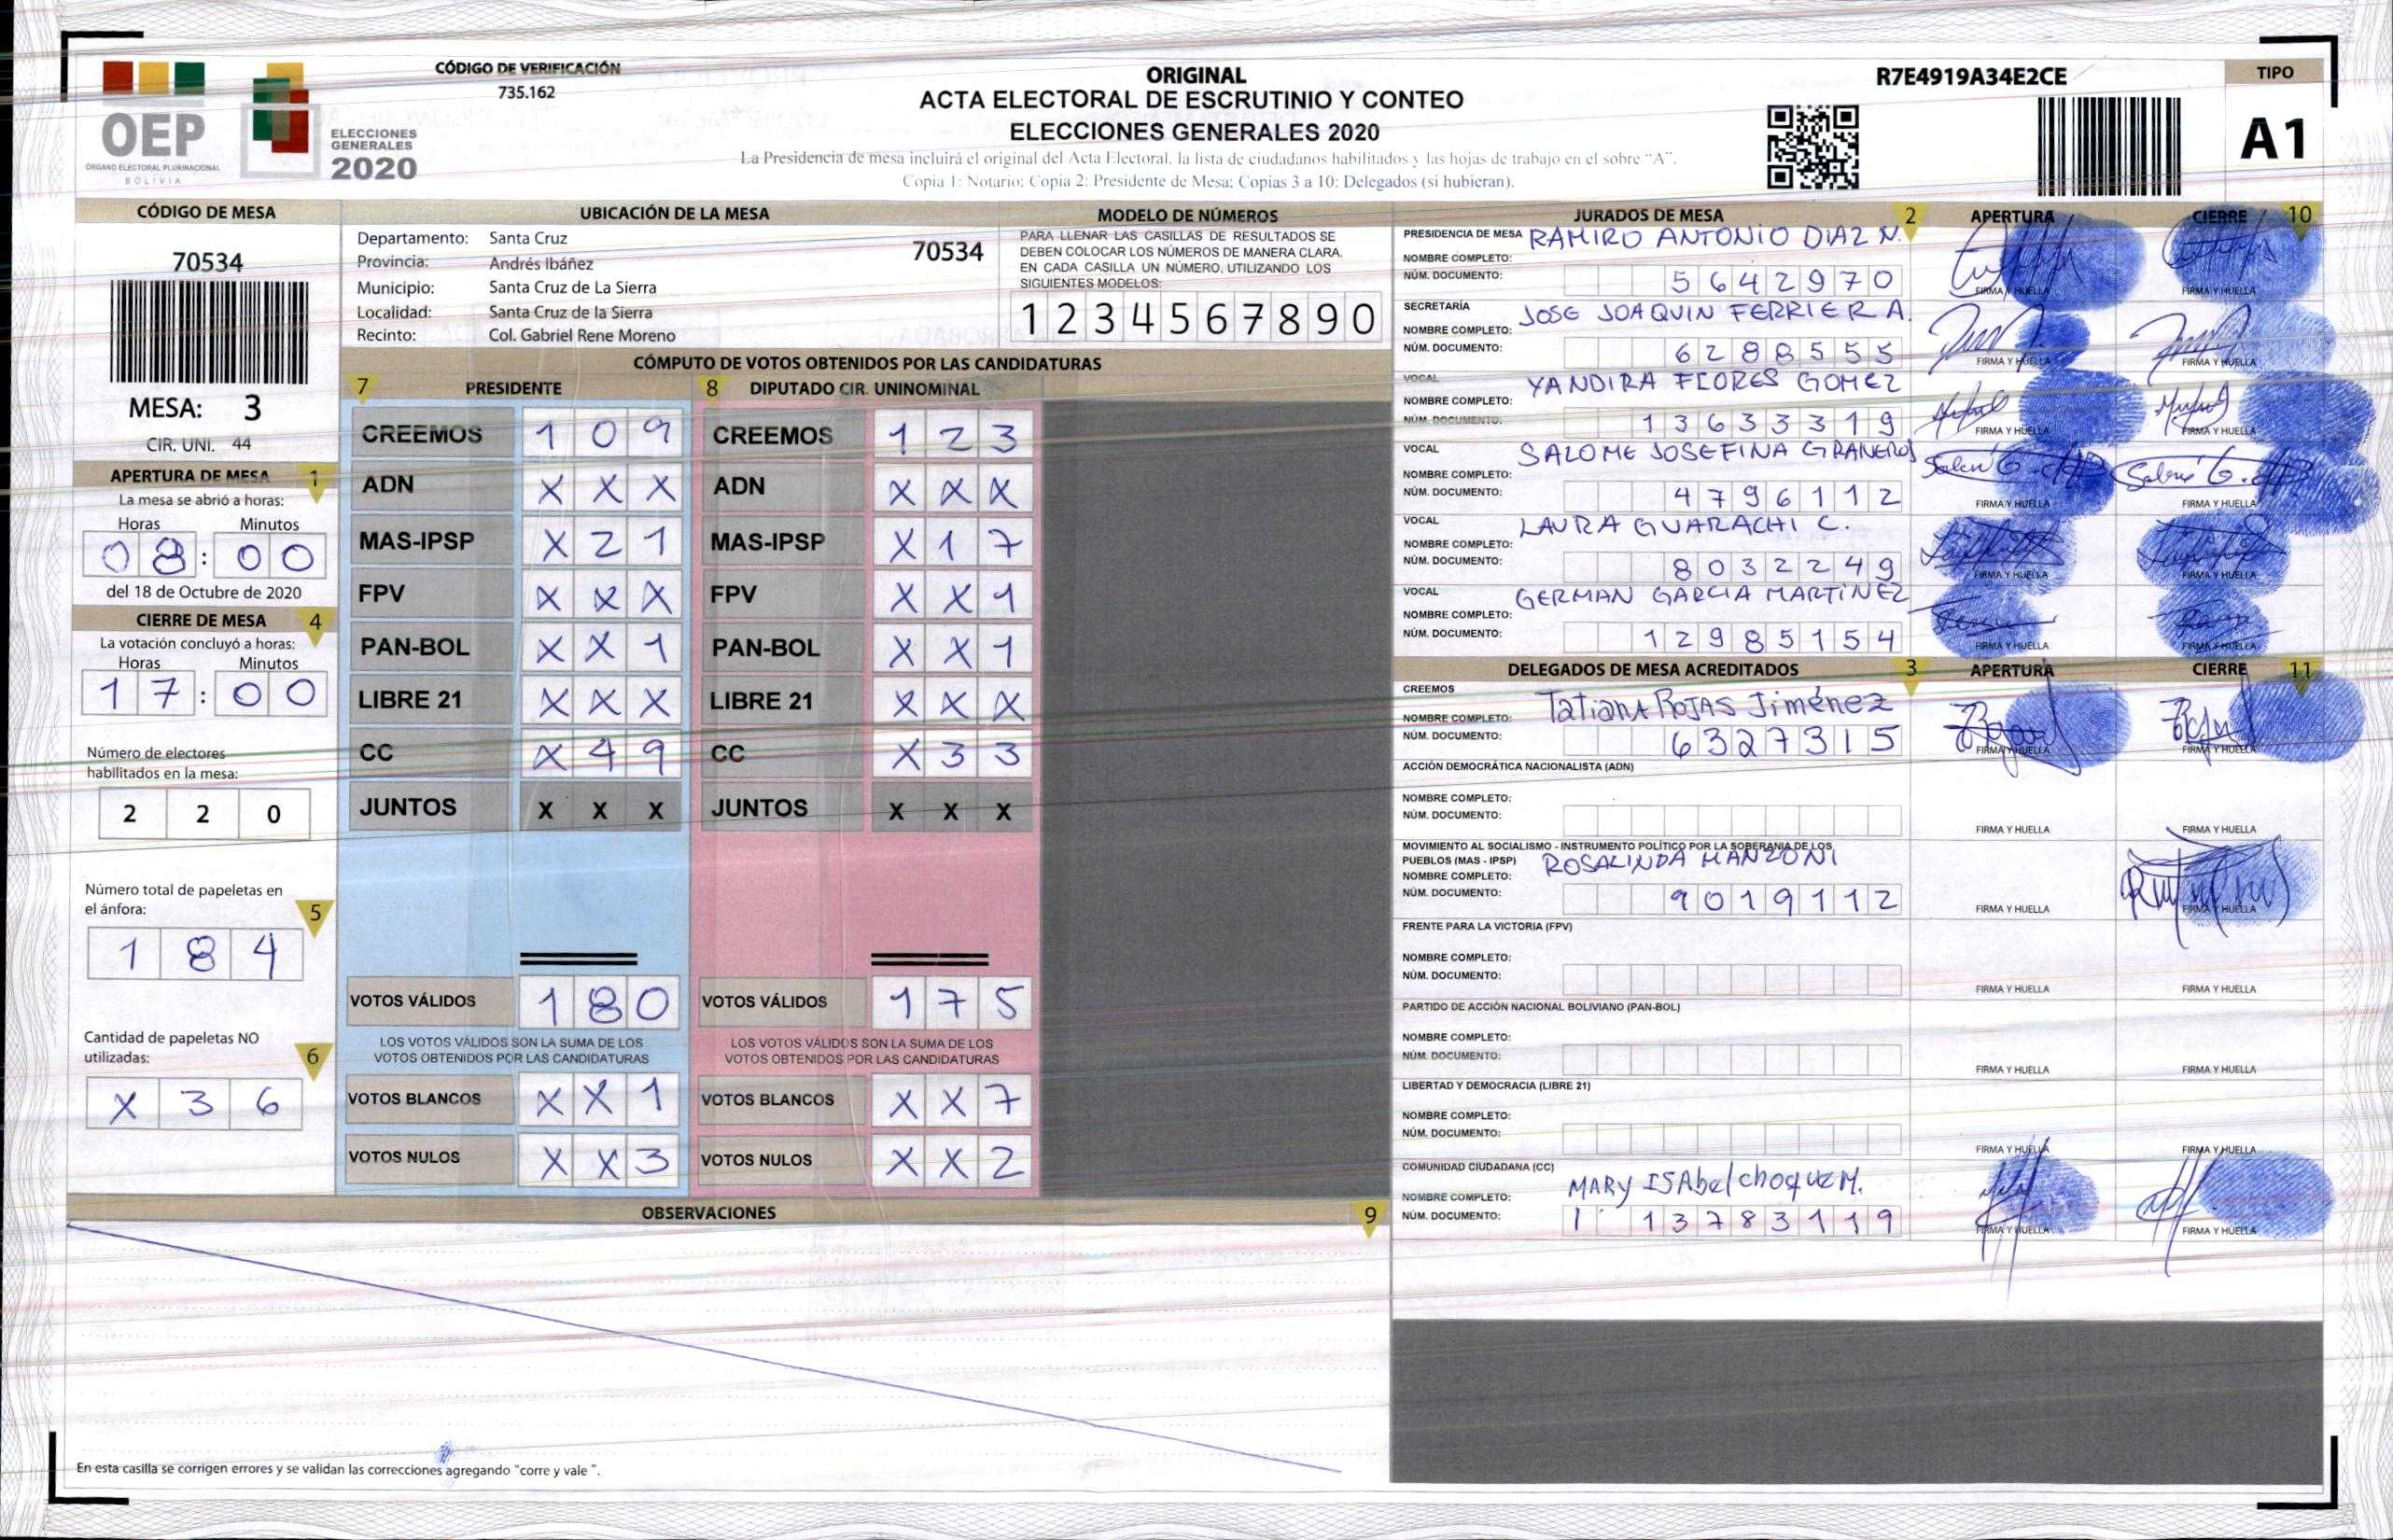 CÓDIGO DE VERIFICACIÓN
735.162
OEP
ÓRGANO ELECTORAL PLURINACIONAL
BOLIVIA
ELECCIONES
GENERALES
2020
ORIGINAL
ACTA ELECTORAL DE ESCRUTINIO Y CONTEO
ELECCIONES GENERALES 2020
La Presidencia de mesa incluirá el original del Acta Electoral, la lista de ciudadanos habilitados y las hojas de trabajo en el sobre “A”.
Copia 1: Notario; Copia 2: Presidente de Mesa; Copias 3 a 10: Delegados (si hubieran).
R7E4919A34E2CE
TIPO
A1
CÓDIGO DE MESA
70534
MESA: 3
CIR. UNI. 44
APERTURA DE MESA 1
La mesa se abrió a horas:
Horas Minutos
08:00
del 18 de Octubre de 2020
CIERRE DE MESA 4
La votación concluyó a horas:
Horas Minutos
17:00
Número de electores
habilitados en la mesa:
2 2 0
Número total de papeletas en
el ánfora: 5
1 8 4
Cantidad de papeletas NO
utilizadas: 6
X 3 6
UBICACIÓN DE LA MESA
Departamento: Santa Cruz
70534
Provincia: Andrés Ibáñez
Municipio: Santa Cruz de La Sierra
Localidad: Santa Cruz de la Sierra
Recinto: Col. Gabriel Rene Moreno
MODELO DE NÚMEROS
PARA LLENAR LAS CASILLAS DE RESULTADOS SE
DEBEN COLOCAR LOS NÚMEROS DE MANERA CLARA.
EN CADA CASILLA UN NÚMERO, UTILIZANDO LOS
SIGUIENTES MODELOS:
1 2 3 4 5 6 7 8 9 0
CÓMPUTO DE VOTOS OBTENIDOS POR LAS CANDIDATURAS
7 PRESIDENTE 8 DIPUTADO CIR. UNINOMINAL
CREEMOS 1 0 9 CREEMOS 1 2 3
ADN X X X ADN X X X
MAS-IPSP X 2 1 MAS-IPSP X 1 7
FPV X X X FPV X X 1
PAN-BOL X X 1 PAN-BOL X X 1
LIBRE 21 X X X LIBRE 21 X X X
CC X 4 9 CC X 3 3
JUNTOS X X X JUNTOS X X X
VOTOS VÁLIDOS 1 8 0 VOTOS VÁLIDOS 1 7 5
LOS VOTOS VÁLIDOS SON LA SUMA DE LOS LOS VOTOS VÁLIDOS SON LA SUMA DE LOS
VOTOS OBTENIDOS POR LAS CANDIDATURAS VOTOS OBTENIDOS POR LAS CANDIDATURAS
VOTOS BLANCOS X X 1 VOTOS BLANCOS X X 7
VOTOS NULOS X X 3 VOTOS NULOS X X 2
OBSERVACIONES 9
En esta casilla se corrigen errores y se validan las correcciones agregando "corre y vale ".
JURADOS DE MESA 2 APERTURA CIERRE 10
PRESIDENCIA DE MESA RAMIRO ANTONIO DIAZ N.
NOMBRE COMPLETO:
NÚM. DOCUMENTO: 5642970
FIRMA Y HUELLA FIRMA Y HUELLA
SECRETARÍA JOSE JOAQUIN FERRIER A.
NOMBRE COMPLETO:
NÚM. DOCUMENTO: 6288555
FIRMA Y HUELLA FIRMA Y HUELLA
VOCAL YANDIRA FLORES GOMEZ
NOMBRE COMPLETO:
NÚM. DOCUMENTO: 13633319
FIRMA Y HUELLA FIRMA Y HUELLA
VOCAL SALOME JOSEFINA GRANEROS
NOMBRE COMPLETO:
NÚM. DOCUMENTO: 4796112
FIRMA Y HUELLA FIRMA Y HUELLA
VOCAL LAURA GUARACHI C.
NOMBRE COMPLETO:
NÚM. DOCUMENTO: 8032249
FIRMA Y HUELLA FIRMA Y HUELLA
VOCAL GERMAN GARCIA MARTINEZ
NOMBRE COMPLETO:
NÚM. DOCUMENTO: 12985154
FIRMA Y HUELLA FIRMA Y HUELLA
DELEGADOS DE MESA ACREDITADOS 3 APERTURA CIERRE 11
CREEMOS
NOMBRE COMPLETO: Tatiana ROJAS Jiménez
NÚM. DOCUMENTO: 6327315
FIRMA Y HUELLA FIRMA Y HUELLA
ACCIÓN DEMOCRÁTICA NACIONALISTA (ADN)
NOMBRE COMPLETO:
NÚM. DOCUMENTO:
FIRMA Y HUELLA FIRMA Y HUELLA
MOVIMIENTO AL SOCIALISMO - INSTRUMENTO POLÍTICO POR LA SOBERANIA DE LOS
PUEBLOS (MAS - IPSP) ROSALINDA MANZONI
NOMBRE COMPLETO:
NÚM. DOCUMENTO: 9019112
FIRMA Y HUELLA FIRMA Y HUELLA
FRENTE PARA LA VICTORIA (FPV)
NOMBRE COMPLETO:
NÚM. DOCUMENTO:
FIRMA Y HUELLA FIRMA Y HUELLA
PARTIDO DE ACCIÓN NACIONAL BOLIVIANO (PAN-BOL)
NOMBRE COMPLETO:
NÚM. DOCUMENTO:
FIRMA Y HUELLA FIRMA Y HUELLA
LIBERTAD Y DEMOCRACIA (LIBRE 21)
NOMBRE COMPLETO:
NÚM. DOCUMENTO:
FIRMA Y HUELLA FIRMA Y HUELLA
COMUNIDAD CIUDADANA (CC)
NOMBRE COMPLETO: MARY ISAbel choque M.
NÚM. DOCUMENTO: 1 13783119
FIRMA Y HUELLA FIRMA Y HUELLA